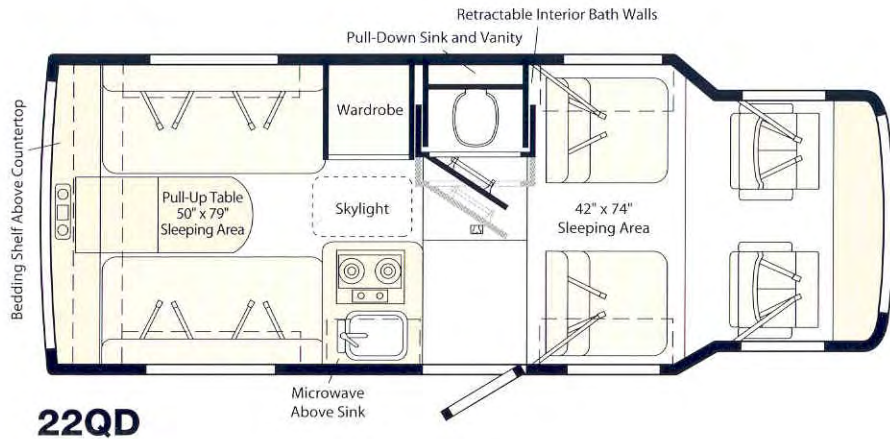 Retractable Interior Bath Walls
Pull-Down Sink and Vanity
Bedding Shelf Above Countertop
Wardrobe
Pull-Up Table
50" x 79"
Sleeping Area
Skylight
42" x 74"
Sleeping Area
Microwave
Above Sink
22QD